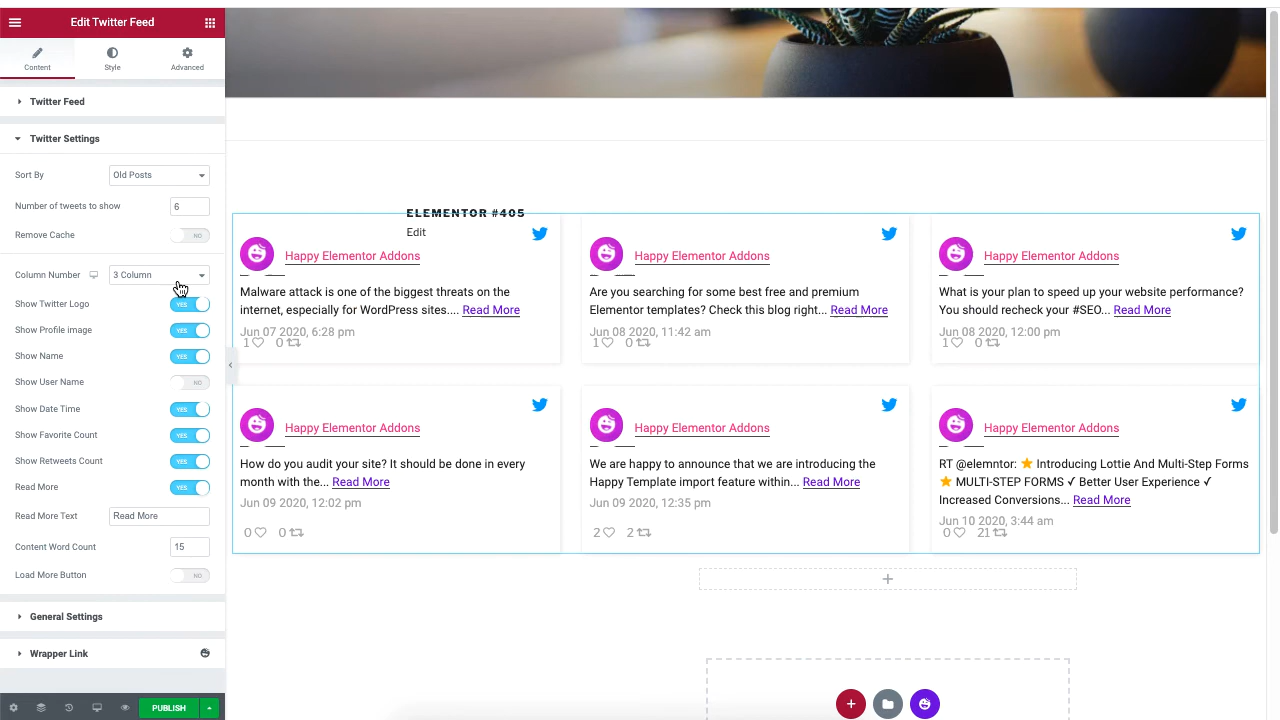 Edit Twitter Feed
Content
Style
Advanced
Twitter Feed
Twitter Settings
Sort By
Old Posts
Number of tweets to show
6
Remove Cache
NO
Column Number
3 Column
Show Twitter Logo
YES
Show Profile image
YES
Show Name
YES
Show User Name
NO
Show Date Time
YES
Show Favorite Count
YES
Show Retweets Count
YES
Read More
YES
Read More Text
Read More
Content Word Count
15
Load More Button
NO
General Settings
Wrapper Link
PUBLISH
ELEMENTOR #405
Edit
Happy Elementor Addons
Malware attack is one of the biggest threats on the
internet, especially for WordPress sites.... Read More
Jun 07 2020, 6:28 pm
1 0
Happy Elementor Addons
Are you searching for some best free and premium
Elementor templates? Check this blog right... Read More
Jun 08 2020, 11:42 am
1 0
Happy Elementor Addons
What is your plan to speed up your website performance?
You should recheck your #SEO... Read More
Jun 08 2020, 12:00 pm
1 0
Happy Elementor Addons
How do you audit your site? It should be done in every
month with the... Read More
Jun 09 2020, 12:02 pm
0 0
Happy Elementor Addons
We are happy to announce that we are introducing the
Happy Template import feature within... Read More
Jun 09 2020, 12:35 pm
2 2
Happy Elementor Addons
RT @elemntor: ⭐ Introducing Lottie And Multi-Step Forms
⭐ MULTI-STEP FORMS ✓ Better User Experience ✓
Increased Conversions... Read More
Jun 10 2020, 3:44 am
0 21